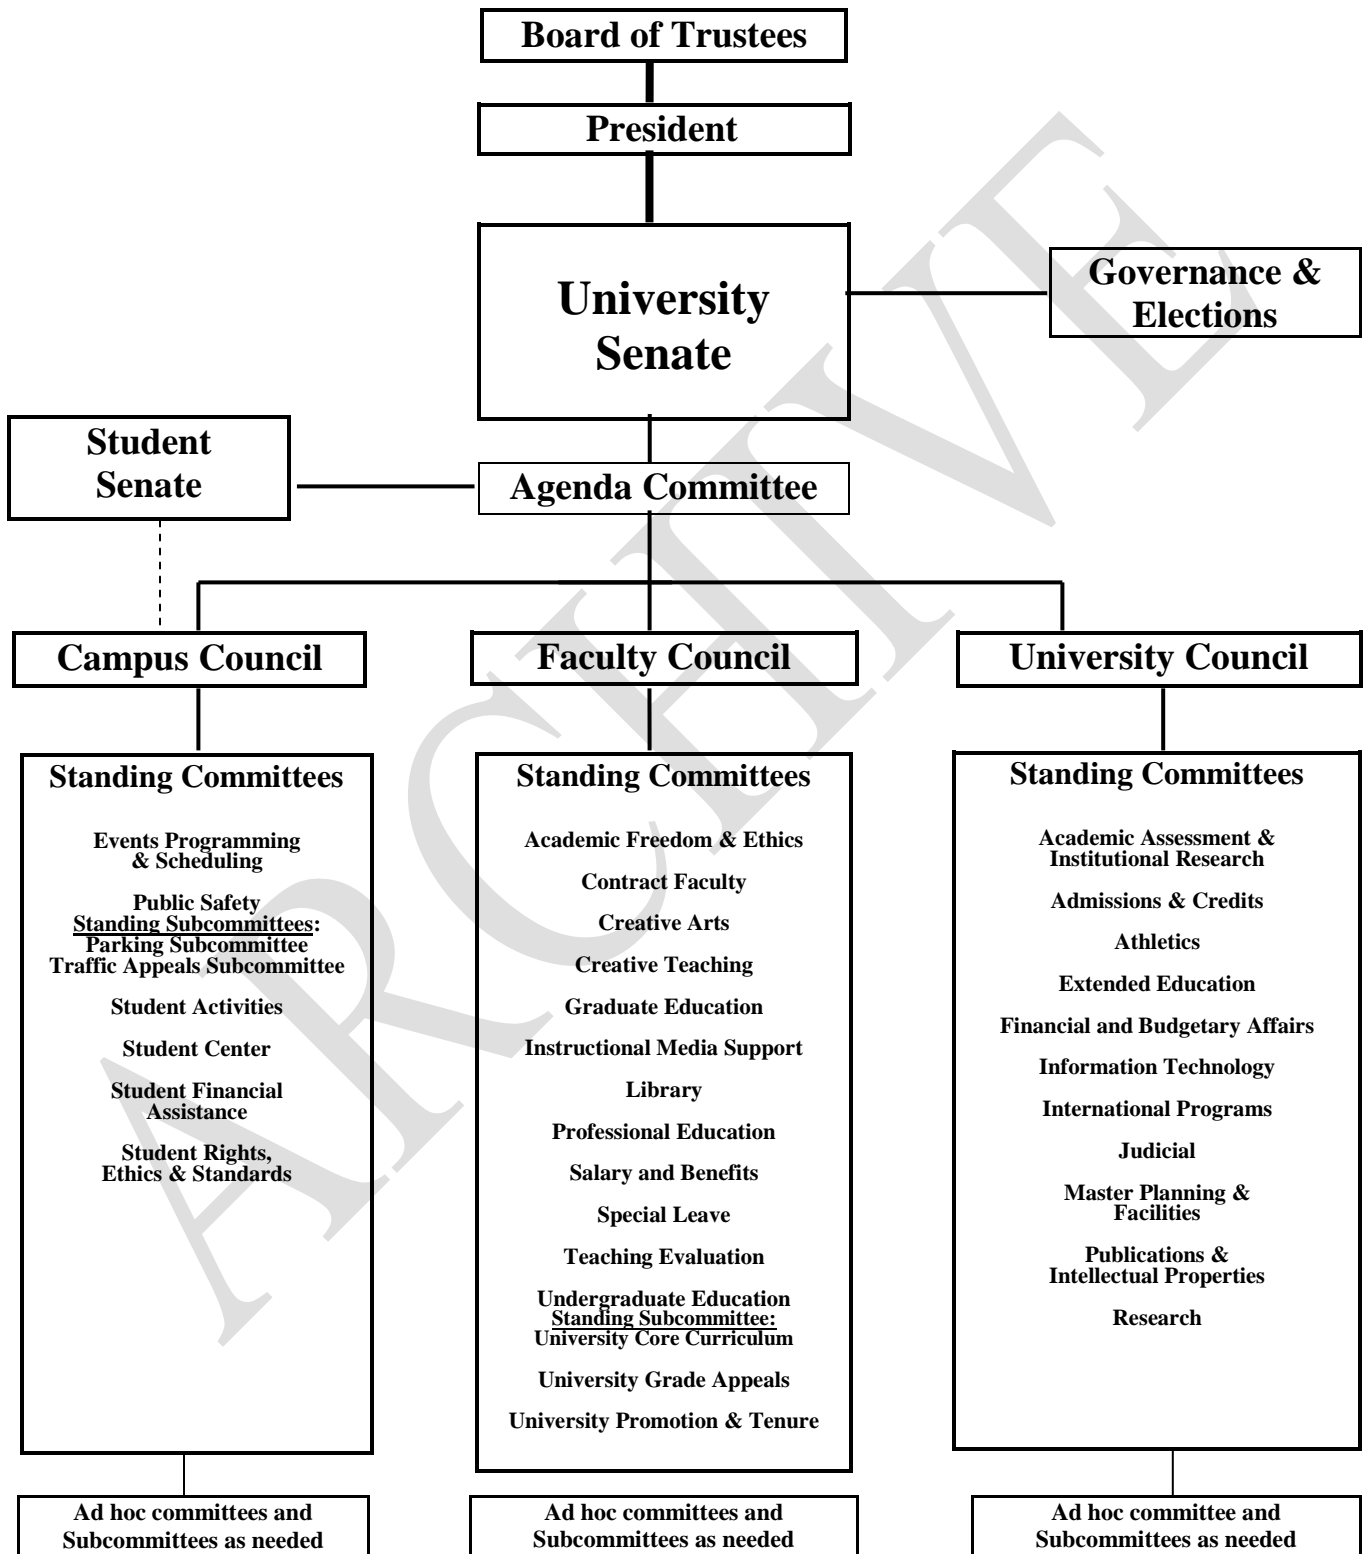 Board of Trustees
President
University
Senate
Governance &
Elections
Student
Senate
Agenda Committee
Campus Council
Faculty Council
University Council
Standing Committees
Events Programming
& Scheduling
Public Safety
Standing Subcommittees:
Parking Subcommittee
Traffic Appeals Subcommittee
Student Activities
Student Center
Student Financial
Assistance
Student Rights,
Ethics & Standards
Standing Committees
Academic Freedom & Ethics
Contract Faculty
Creative Arts
Creative Teaching
Graduate Education
Instructional Media Support
Library
Professional Education
Salary and Benefits
Special Leave
Teaching Evaluation
Undergraduate Education
Standing Subcommittee:
University Core Curriculum
University Grade Appeals
University Promotion & Tenure
Standing Committees
Academic Assessment &
Institutional Research
Admissions & Credits
Athletics
Extended Education
Financial and Budgetary Affairs
Information Technology
International Programs
Judicial
Master Planning &
Facilities
Publications &
Intellectual Properties
Research
Ad hoc committees and
Subcommittees as needed
Ad hoc committees and
Subcommittees as needed
Ad hoc committee and
Subcommittees as needed
ARCHIVE